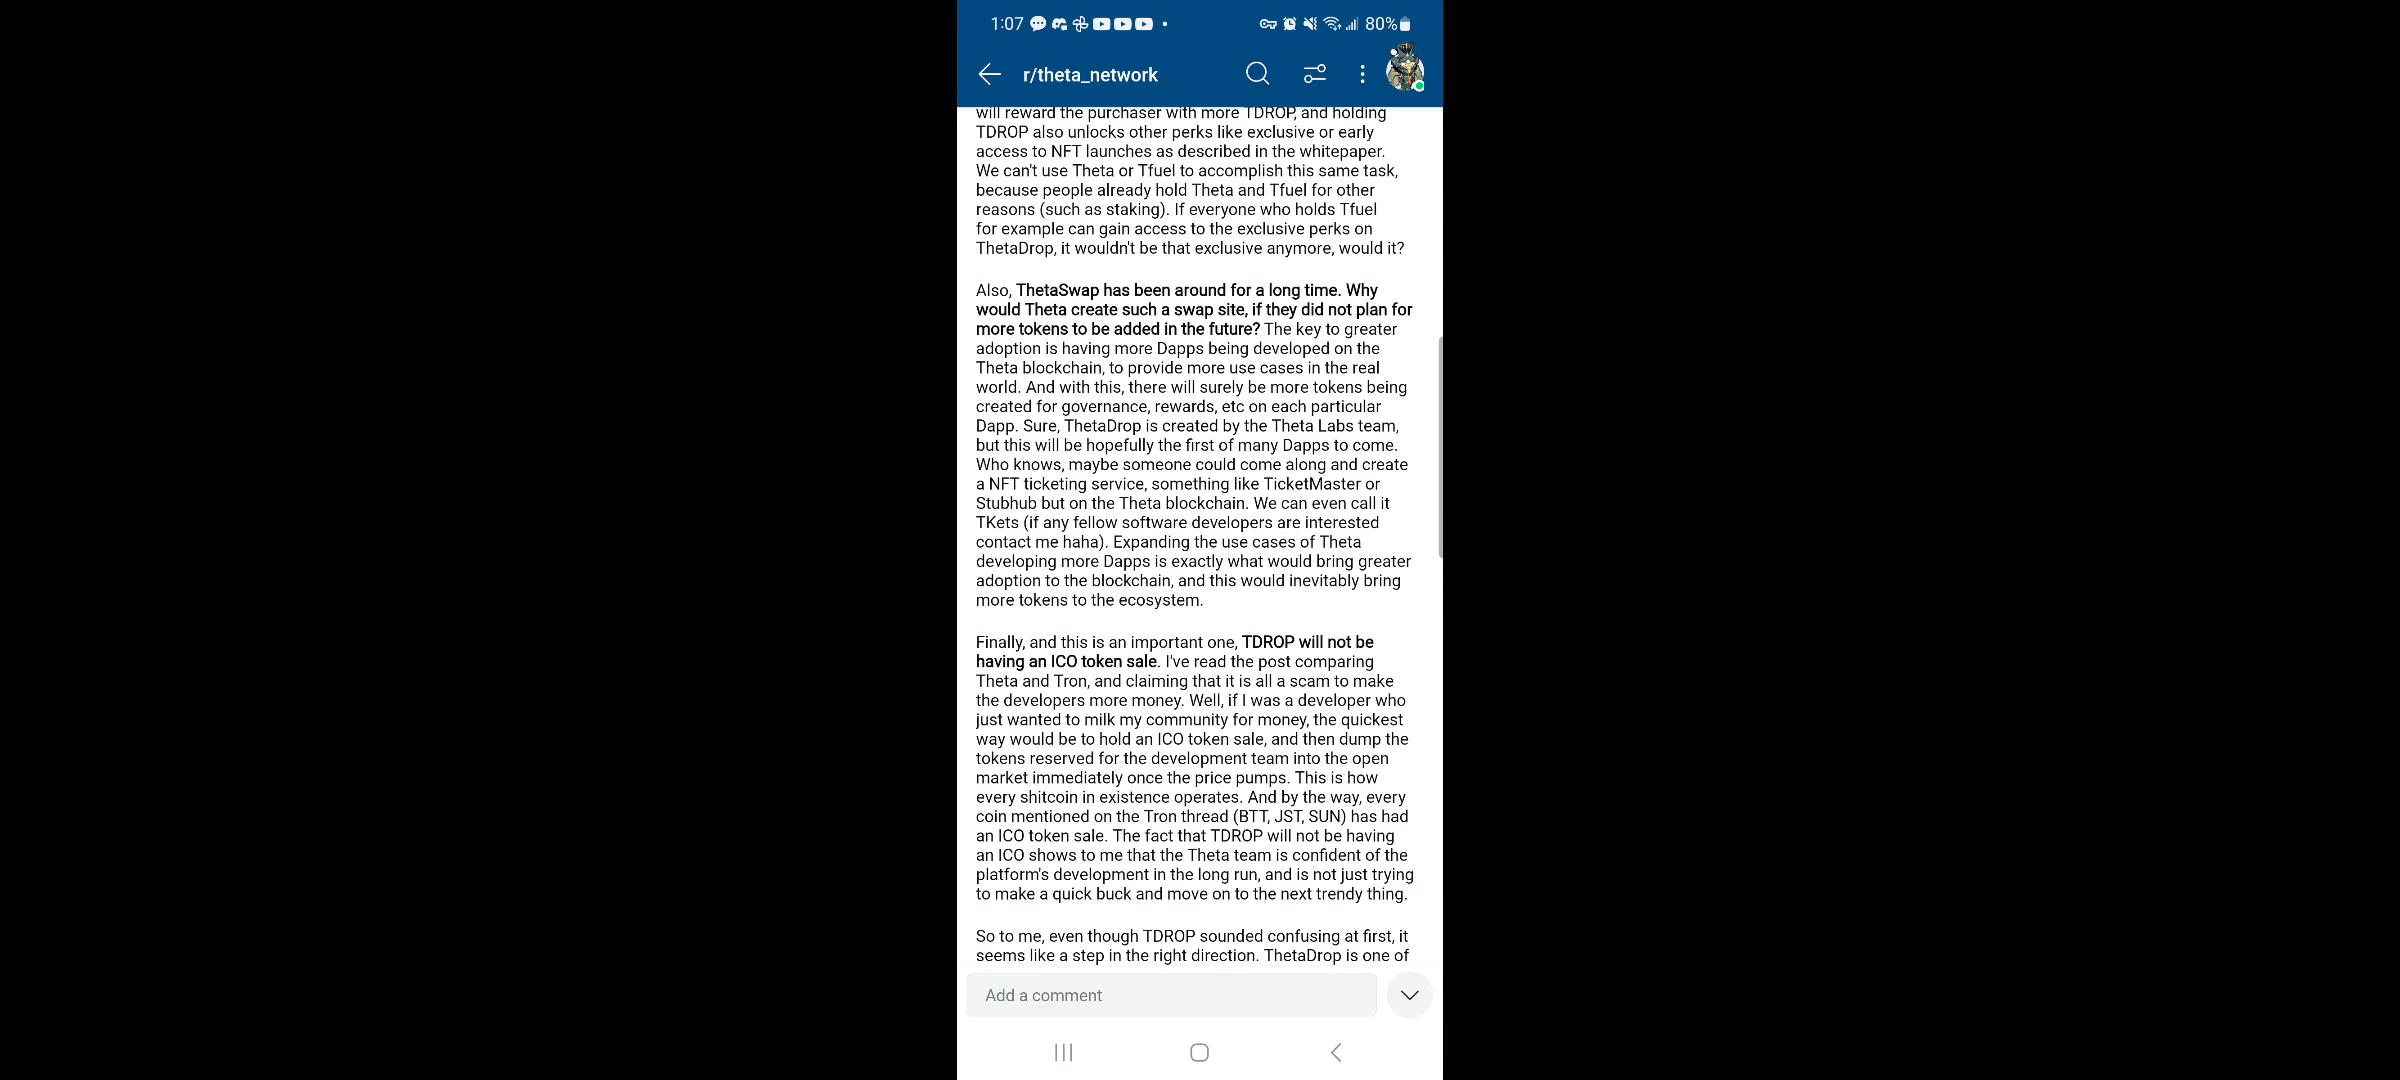 1:07
80%
r/theta_network
will reward the purchaser with more TDROP, and holding
TDROP also unlocks other perks like exclusive or early
access to NFT launches as described in the whitepaper.
We can't use Theta or Tfuel to accomplish this same task,
because people already hold Theta and Tfuel for other
reasons (such as staking). If everyone who holds Tfuel
for example can gain access to the exclusive perks on
ThetaDrop, it wouldn't be that exclusive anymore, would it?
Also, ThetaSwap has been around for a long time. Why
would Theta create such a swap site, if they did not plan for
more tokens to be added in the future? The key to greater
adoption is having more Dapps being developed on the
Theta blockchain, to provide more use cases in the real
world. And with this, there will surely be more tokens being
created for governance, rewards, etc on each particular
Dapp. Sure, ThetaDrop is created by the Theta Labs team,
but this will be hopefully the first of many Dapps to come.
Who knows, maybe someone could come along and create
a NFT ticketing service, something like TicketMaster or
Stubhub but on the Theta blockchain. We can even call it
TKets (if any fellow software developers are interested
contact me haha). Expanding the use cases of Theta
developing more Dapps is exactly what would bring greater
adoption to the blockchain, and this would inevitably bring
more tokens to the ecosystem.
Finally, and this is an important one, TDROP will not be
having an ICO token sale. I've read the post comparing
Theta and Tron, and claiming that it is all a scam to make
the developers more money. Well, if I was a developer who
just wanted to milk my community for money, the quickest
way would be to hold an ICO token sale, and then dump the
tokens reserved for the development team into the open
market immediately once the price pumps. This is how
every shitcoin in existence operates. And by the way, every
coin mentioned on the Tron thread (BTT, JST, SUN) has had
an ICO token sale. The fact that TDROP will not be having
an ICO shows to me that the Theta team is confident of the
platform's development in the long run, and is not just trying
to make a quick buck and move on to the next trendy thing.
So to me, even though TDROP sounded confusing at first, it
seems like a step in the right direction. ThetaDrop is one of
Add a comment